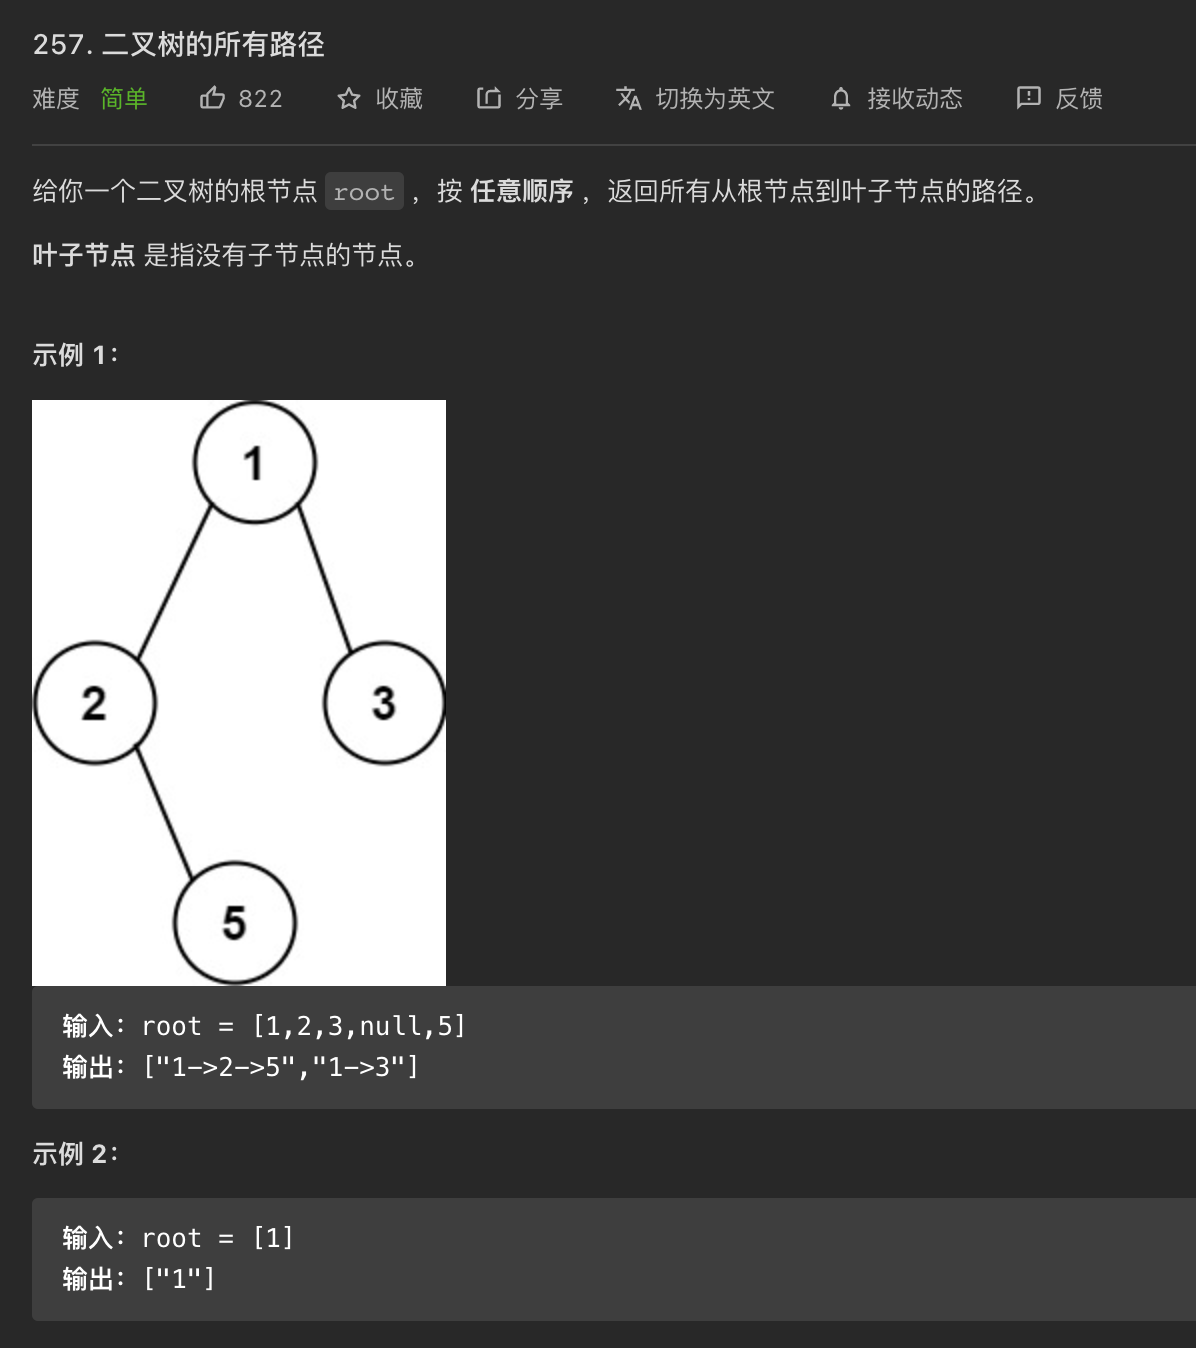 257. 二叉树的所有路径
难度 简单 822 收藏 分享 切换为英文 接收动态 反馈
给你一个二叉树的根节点 root ，按 任意顺序 ，返回所有从根节点到叶子节点的路径。
叶子节点 是指没有子节点的节点。
示例 1：
1
2 3
5
输入：root = [1,2,3,null,5]
输出：["1->2->5","1->3"]
示例 2：
输入：root = [1]
输出：["1"]